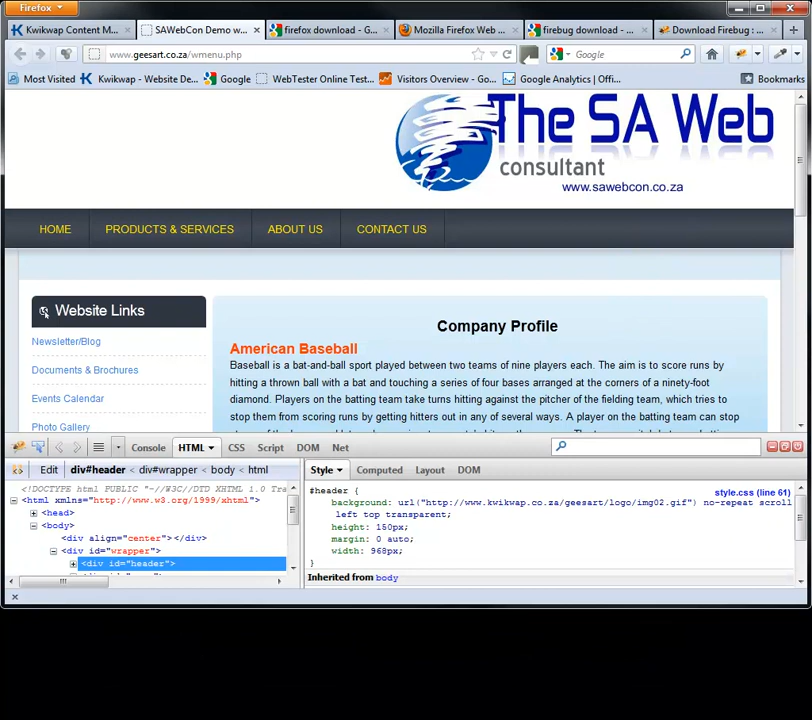 Firefox
Kwikwap Content M...
SAWebCon Demo w...
firefox download - G...
Mozilla Firefox Web ...
firebug download - ...
Download Firebug : ...
www.geesart.co.za/wmenu.php
Google
Most Visited
Kwikwap - Website De...
Google
WebTester Online Test...
Visitors Overview - Go...
Google Analytics | Offi...
Bookmarks
The SA Web
consultant
www.sawebcon.co.za
HOME
PRODUCTS & SERVICES
ABOUT US
CONTACT US
Website Links
Newsletter/Blog
Documents & Brochures
Events Calendar
Photo Gallery
Company Profile
American Baseball
Baseball is a bat-and-ball sport played between two teams of nine players each. The aim is to score runs by
hitting a thrown ball with a bat and touching a series of four bases arranged at the corners of a ninety-foot
diamond. Players on the batting team take turns hitting against the pitcher of the fielding team, which tries to
stop them from scoring runs by getting hitters out in any of several ways. A player on the batting team can stop
Console HTML CSS Script DOM Net
Edit div#header < div#wrapper < body < html
<!DOCTYPE html PUBLIC "-//W3C//DTD XHTML 1.0 Tra
<html xmlns="http://www.w3.org/1999/xhtml">
<head>
<body>
<div align="center"></div>
<div id="wrapper">
<div id="header">
Style Computed Layout DOM
#header {
style.css (line 61)
background: url("http://www.kwikwap.co.za/geesart/logo/img02.gif") no-repeat scroll
left top transparent;
height: 150px;
margin: 0 auto;
width: 968px;
}
Inherited from body